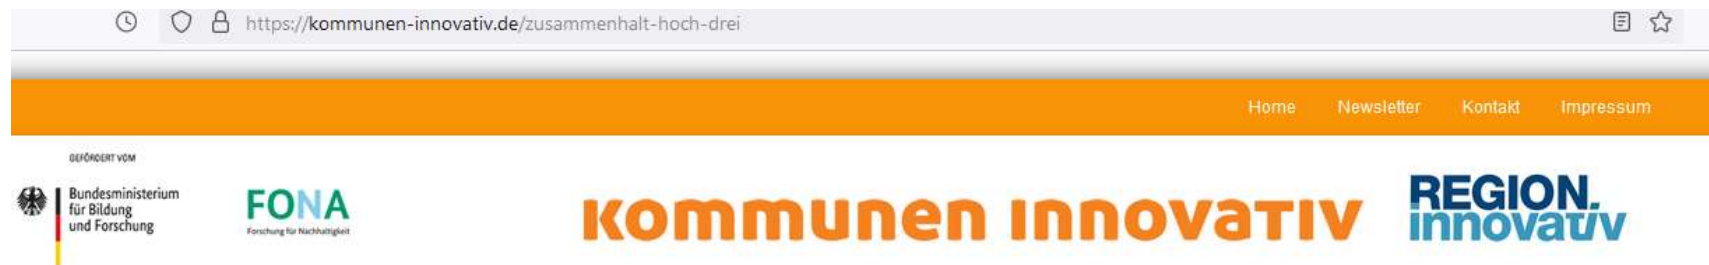 https://kommunen-innovativ.de/zusammenhalt-hoch-drei
Home Newsletter Kontakt Impressum
GEFÖRDERT VOM
Bundesministerium
für Bildung
und Forschung
FONA
Forschung für Nachhaltigkeit
KOMMUNEN INNOVATIV
REGION.
innovativ